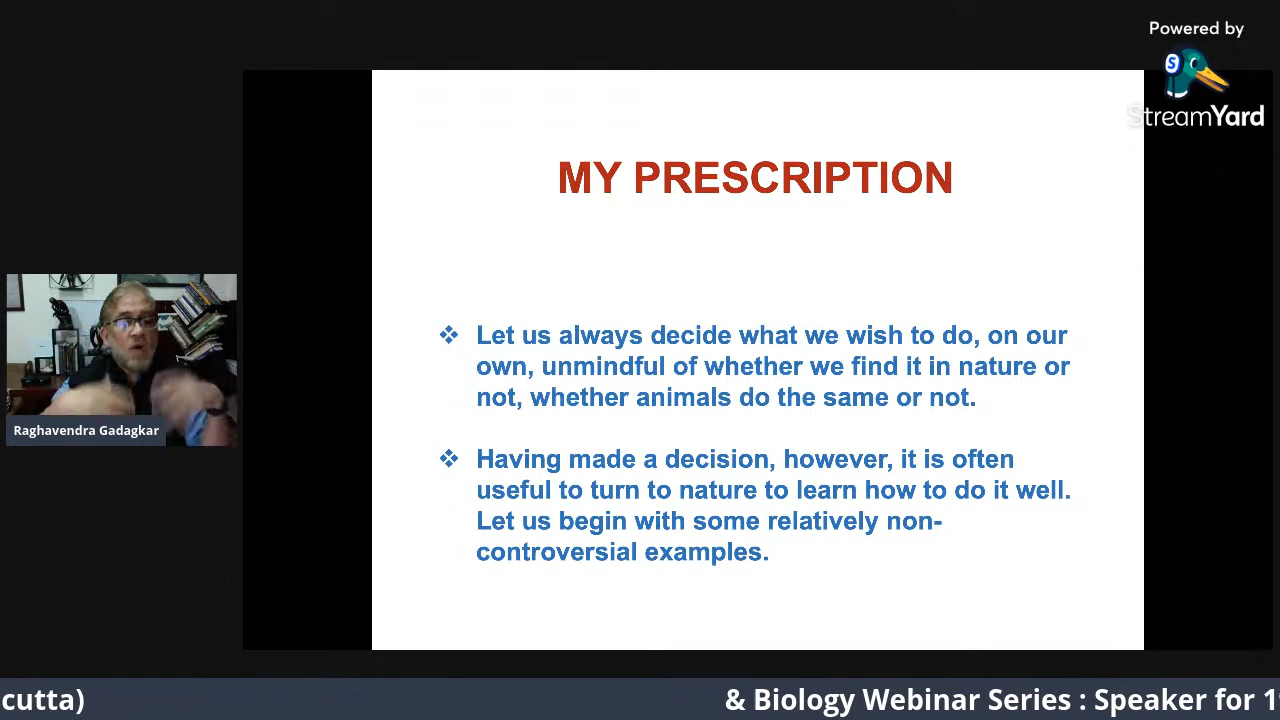 Powered by
S
StreamYard
MY PRESCRIPTION
Let us always decide what we wish to do, on our
own, unmindful of whether we find it in nature or
not, whether animals do the same or not.
Having made a decision, however, it is often
useful to turn to nature to learn how to do it well.
Let us begin with some relatively non-
controversial examples.
Raghavendra Gadagkar
cutta) & Biology Webinar Series : Speaker for 1